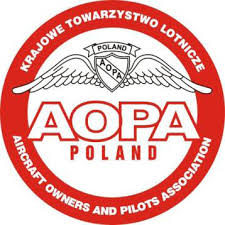 KRAJOWE TOWARZYSTWO LOTNICZE
POLAND
AOPA
AOPA
POLAND
AIRCRAFT OWNERS AND PILOTS ASSOCIATION